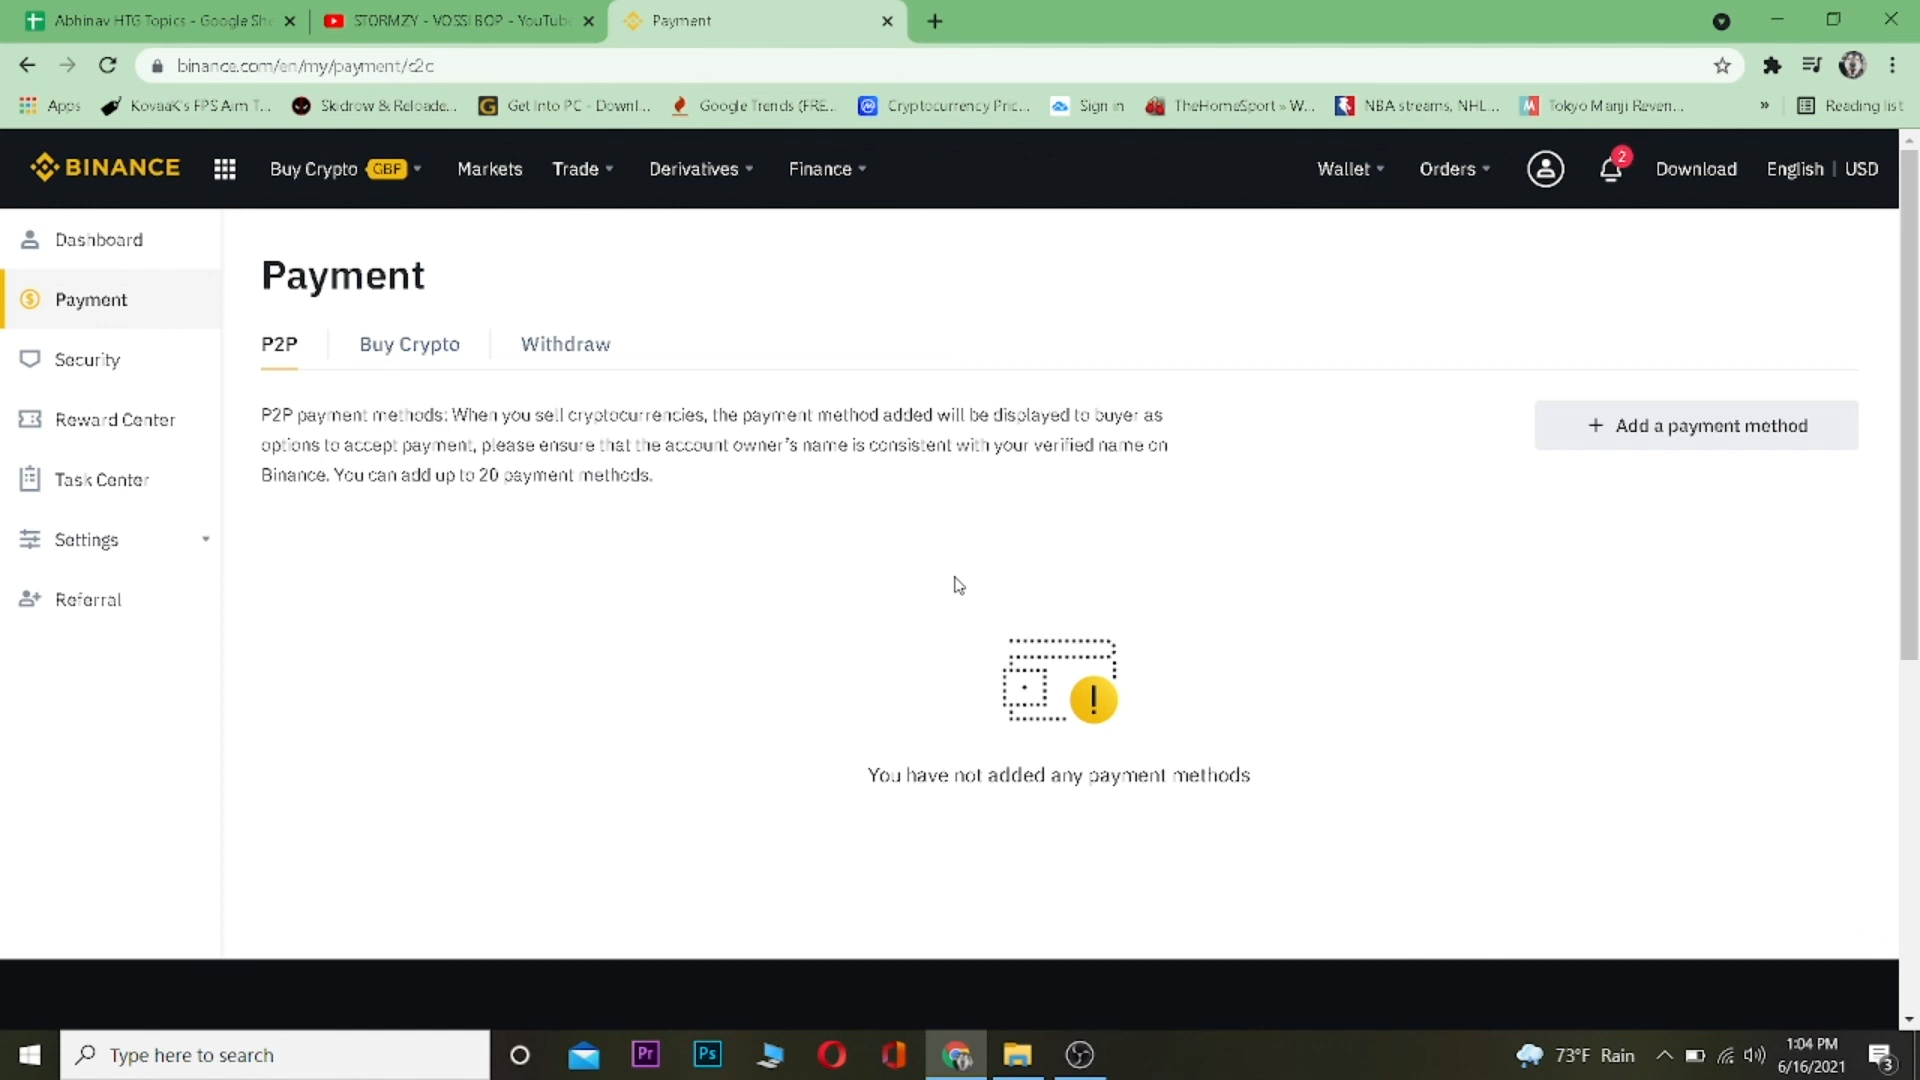 Abhinav HTG Topics - Google She
STORMZY - VOSSI BOP - YouTube
Payment
binance.com/en/my/payment/c2c
Apps
KovaaK's FPS Aim T...
Skidrow & Reloade...
Get Into PC - Downl...
Google Trends (FRE...
Cryptocurrency Pric...
Sign in
TheHomeSport » W...
NBA streams, NHL...
Tokyo Manji Reven...
»
Reading list
BINANCE
Buy Crypto GBP
Markets
Trade
Derivatives
Finance
Wallet
Orders
2
Download
English | USD
Dashboard
Payment
Security
Reward Center
Task Center
Settings
Referral
Payment
P2P
Buy Crypto
Withdraw
P2P payment methods: When you sell cryptocurrencies, the payment method added will be displayed to buyer as
options to accept payment, please ensure that the account owner's name is consistent with your verified name on
Binance. You can add up to 20 payment methods.
+ Add a payment method
You have not added any payment methods
Type here to search
Pr
Ps
73°F Rain
1:04 PM
6/16/2021
3